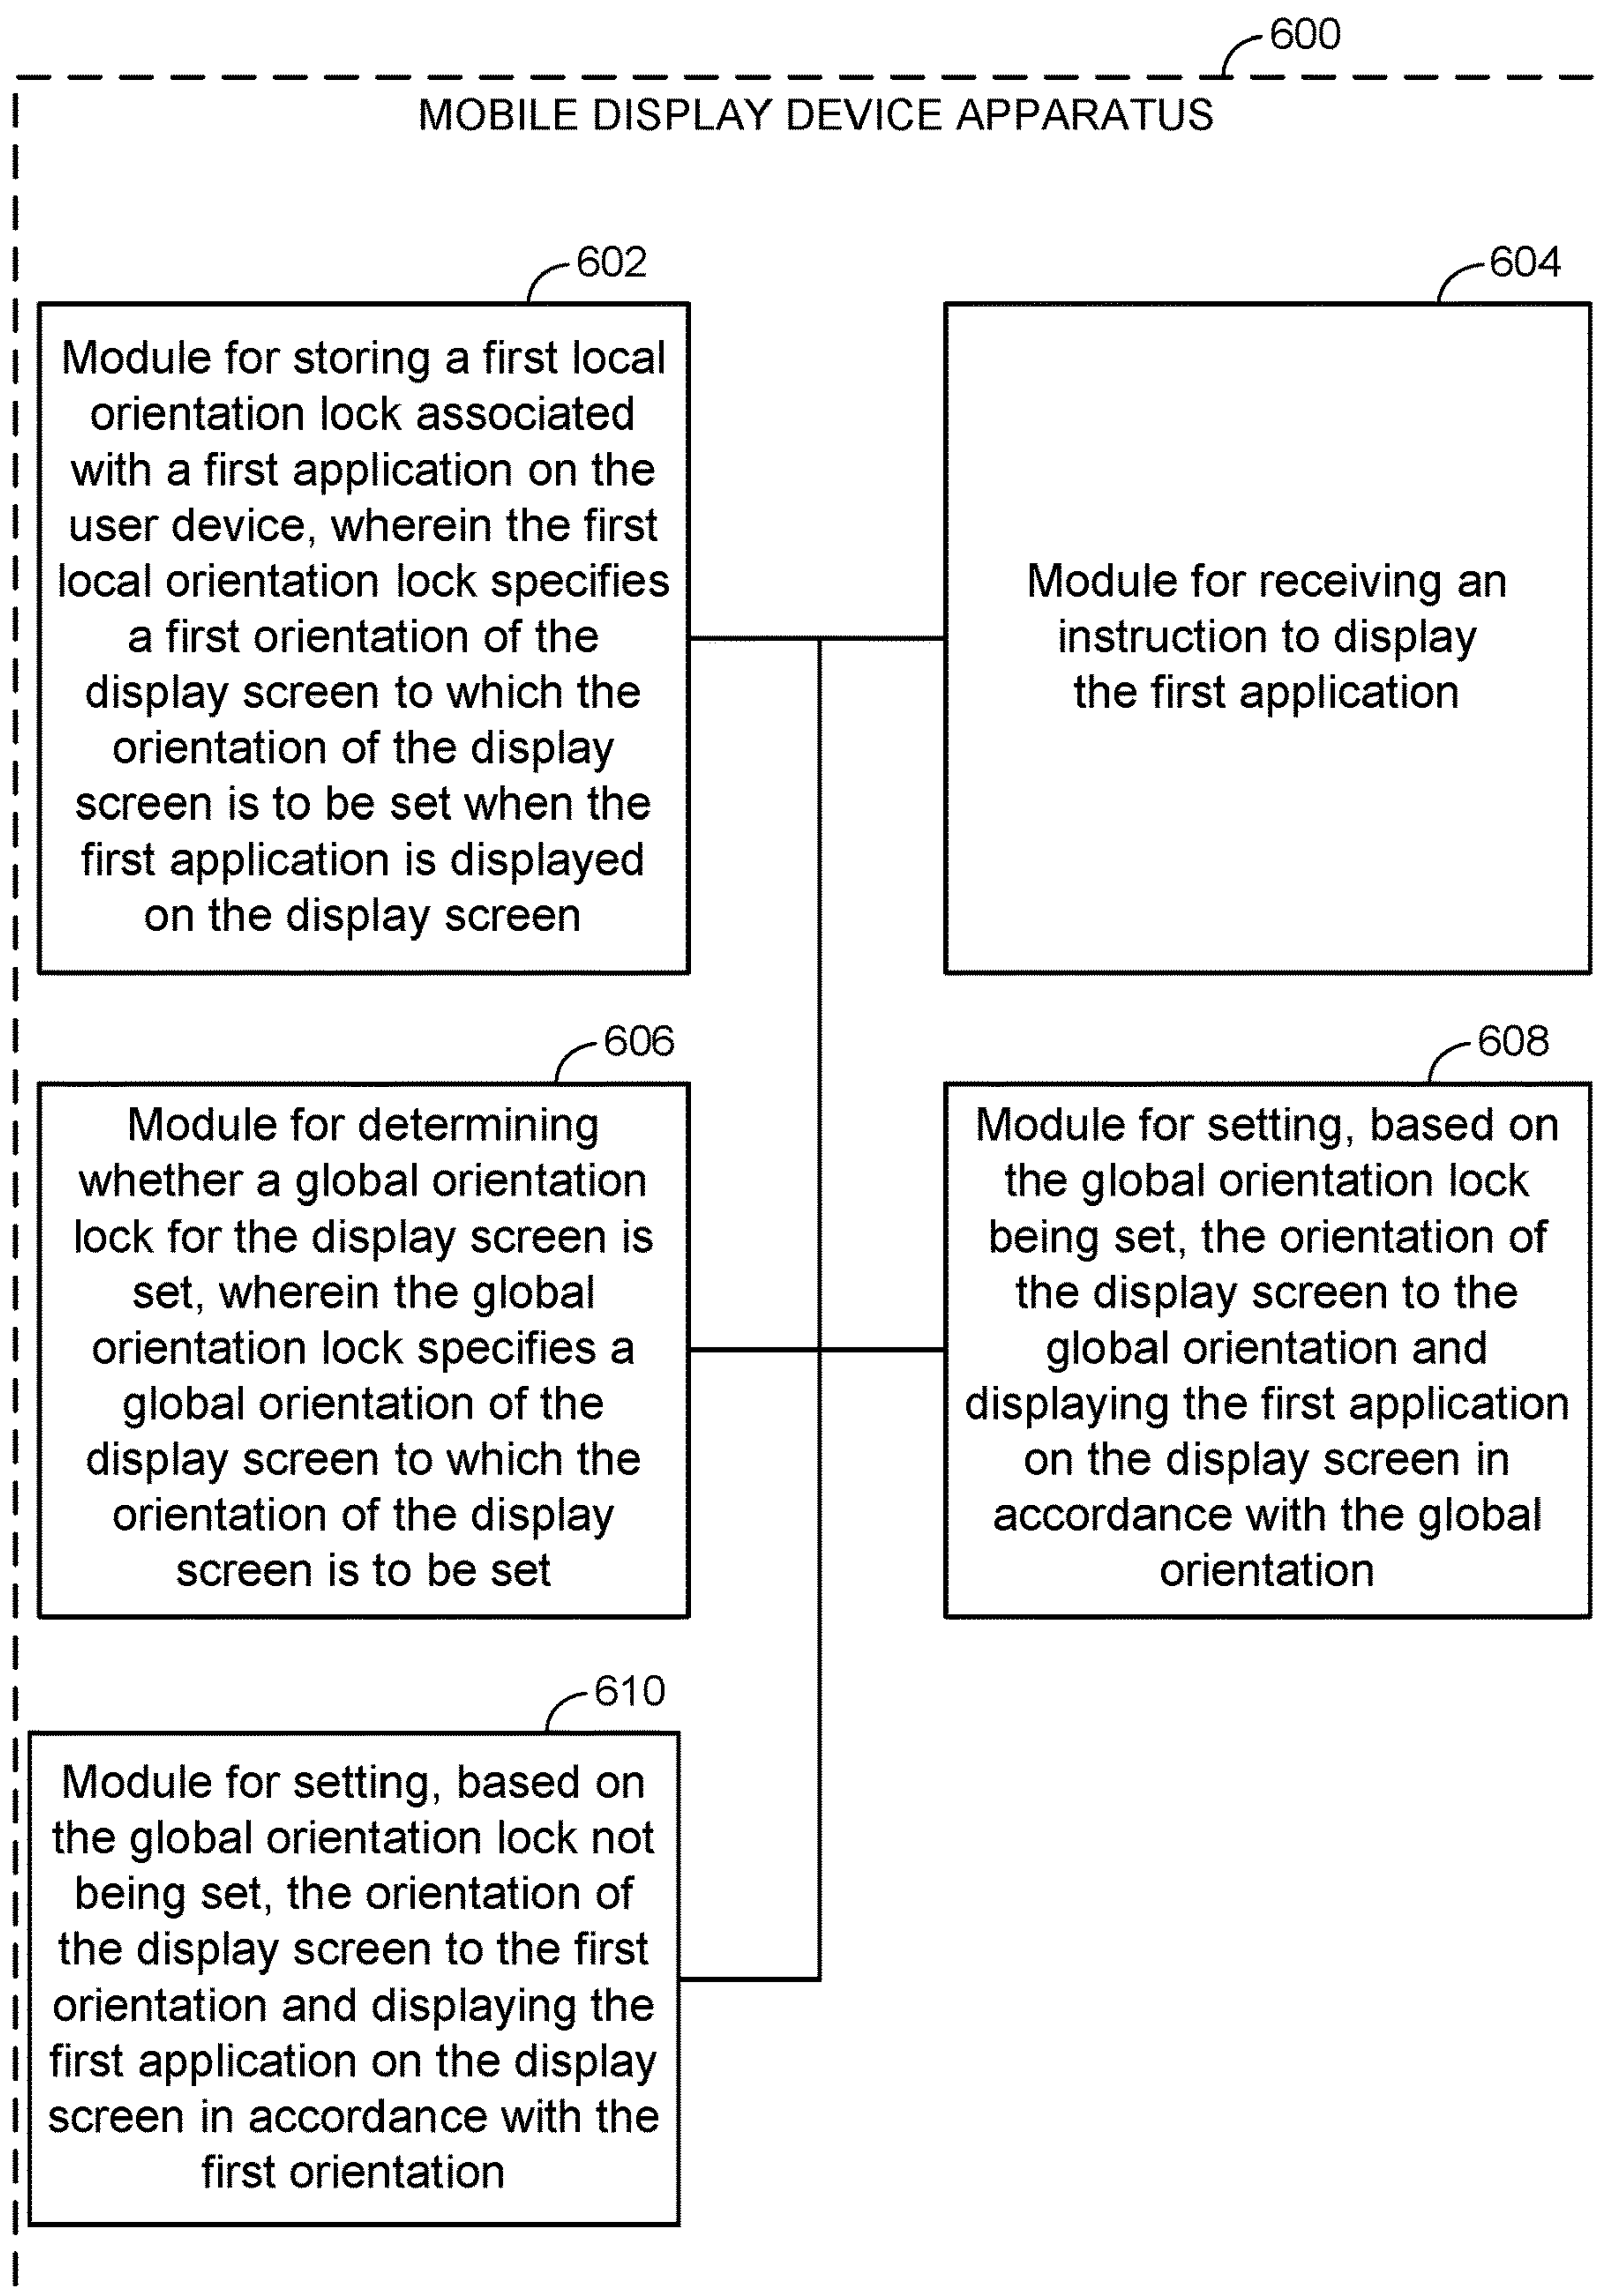 600
MOBILE DISPLAY DEVICE APPARATUS
602
Module for storing a first local
orientation lock associated
with a first application on the
user device, wherein the first
local orientation lock specifies
a first orientation of the
display screen to which the
orientation of the display
screen is to be set when the
first application is displayed
on the display screen
604
Module for receiving an
instruction to display
the first application
606
Module for determining
whether a global orientation
lock for the display screen is
set, wherein the global
orientation lock specifies a
global orientation of the
display screen to which the
orientation of the display
screen is to be set
608
Module for setting, based on
the global orientation lock
being set, the orientation of
the display screen to the
global orientation and
displaying the first application
on the display screen in
accordance with the global
orientation
610
Module for setting, based on
the global orientation lock not
being set, the orientation of
the display screen to the first
orientation and displaying the
first application on the display
screen in accordance with the
first orientation